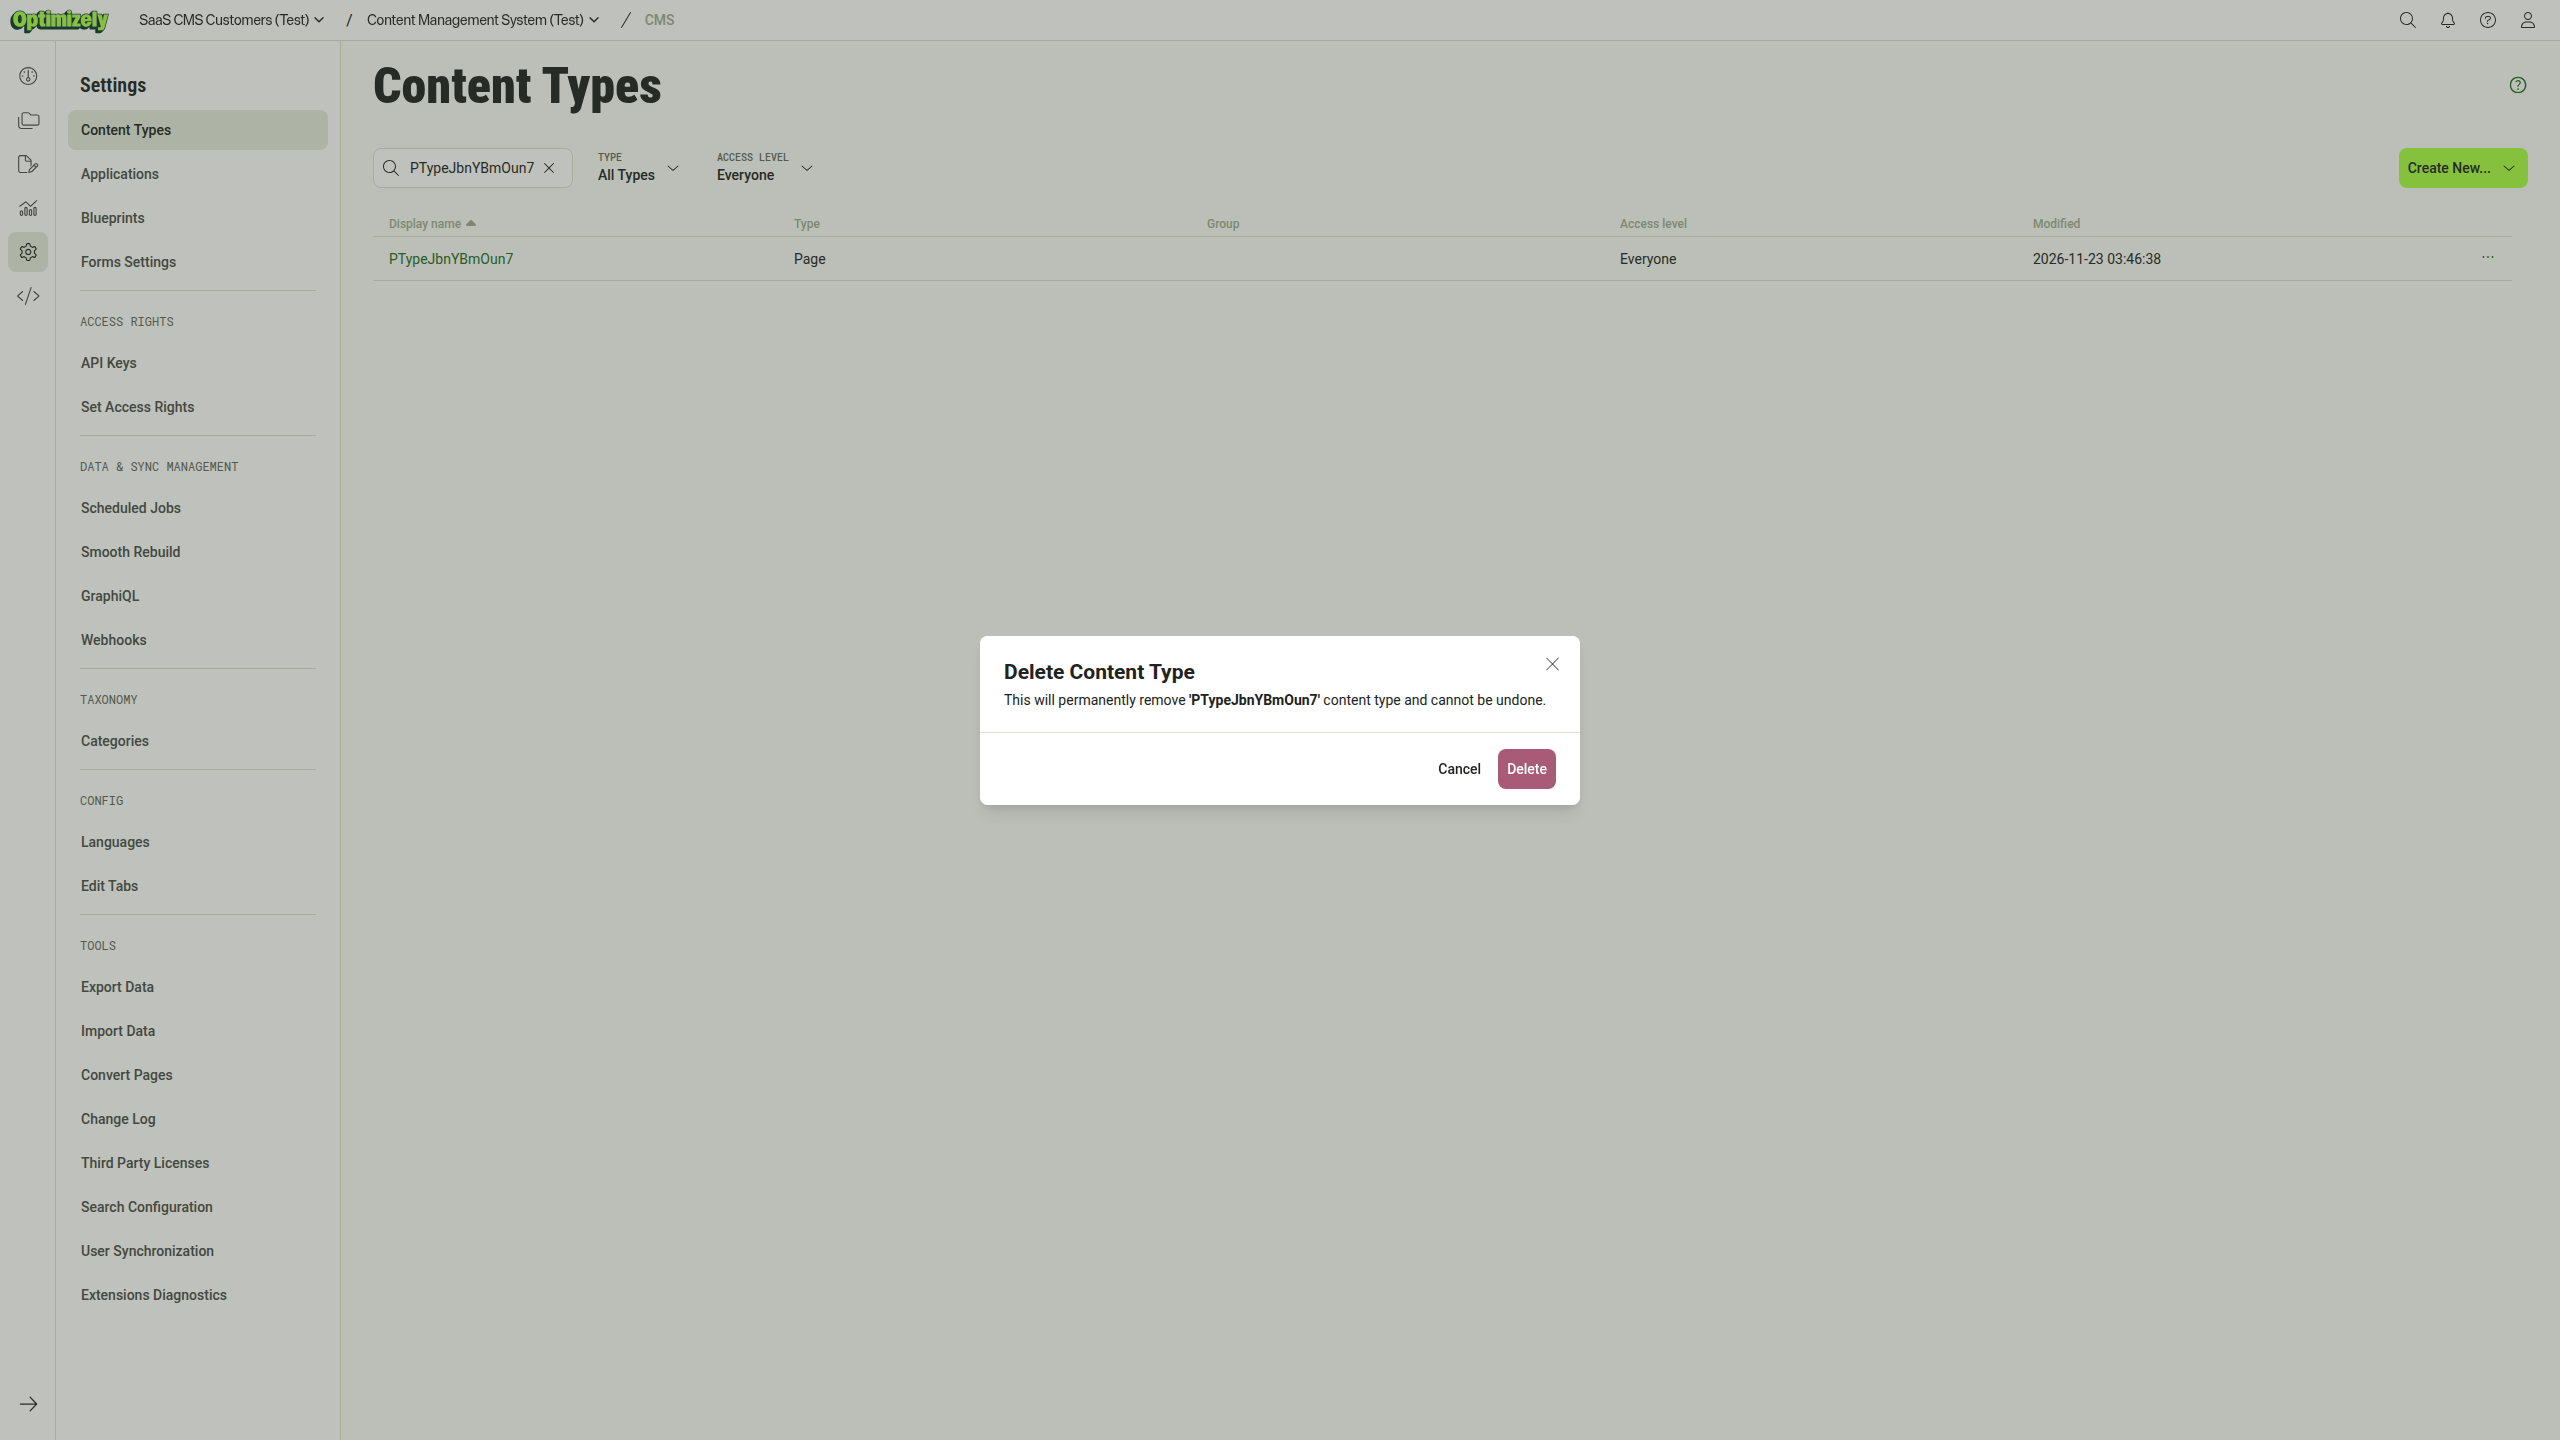 Optimizely
SaaS CMS Customers (Test) / Content Management System (Test) / CMS
Settings
Content Types
Applications
Blueprints
Forms Settings
ACCESS RIGHTS
API Keys
Set Access Rights
DATA & SYNC MANAGEMENT
Scheduled Jobs
Smooth Rebuild
GraphiQL
Webhooks
TAXONOMY
Categories
CONFIG
Languages
Edit Tabs
TOOLS
Export Data
Import Data
Convert Pages
Change Log
Third Party Licenses
Search Configuration
User Synchronization
Extensions Diagnostics
Content Types
PTypeJbnYBmOun7
TYPE
All Types
ACCESS LEVEL
Everyone
Create New...
Display name Type Group Access level Modified
PTypeJbnYBmOun7 Page Everyone 2026-11-23 03:46:38
Delete Content Type
This will permanently remove 'PTypeJbnYBmOun7' content type and cannot be undone.
Cancel Delete